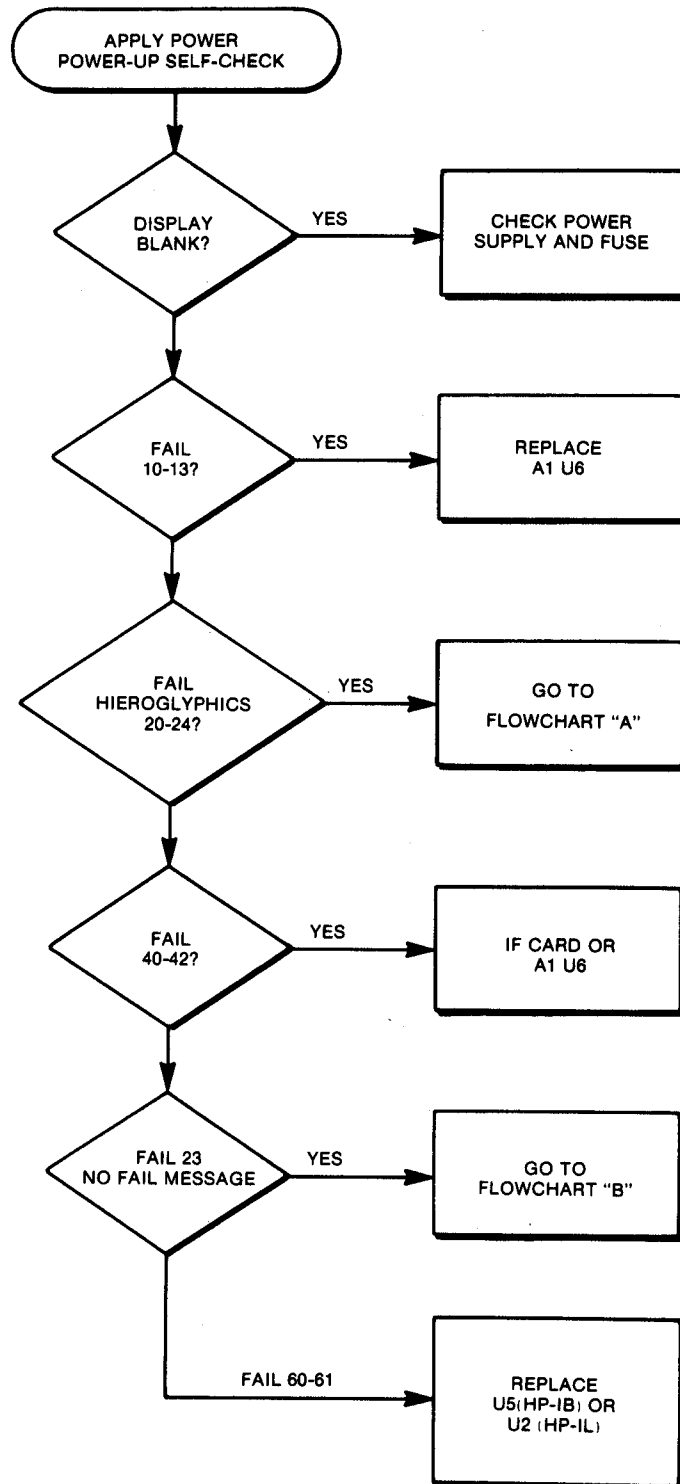 APPLY POWER
POWER-UP SELF-CHECK
DISPLAY
BLANK?
YES
CHECK POWER
SUPPLY AND FUSE
FAIL
10-13?
YES
REPLACE
A1 U6
FAIL
HIEROGLYPHICS
20-24?
YES
GO TO
FLOWCHART “A”
FAIL
40-42?
YES
IF CARD OR
A1 U6
FAIL 23
NO FAIL MESSAGE
YES
GO TO
FLOWCHART “B”
FAIL 60-61
REPLACE
U5(HP-IB) OR
U2 (HP-IL)